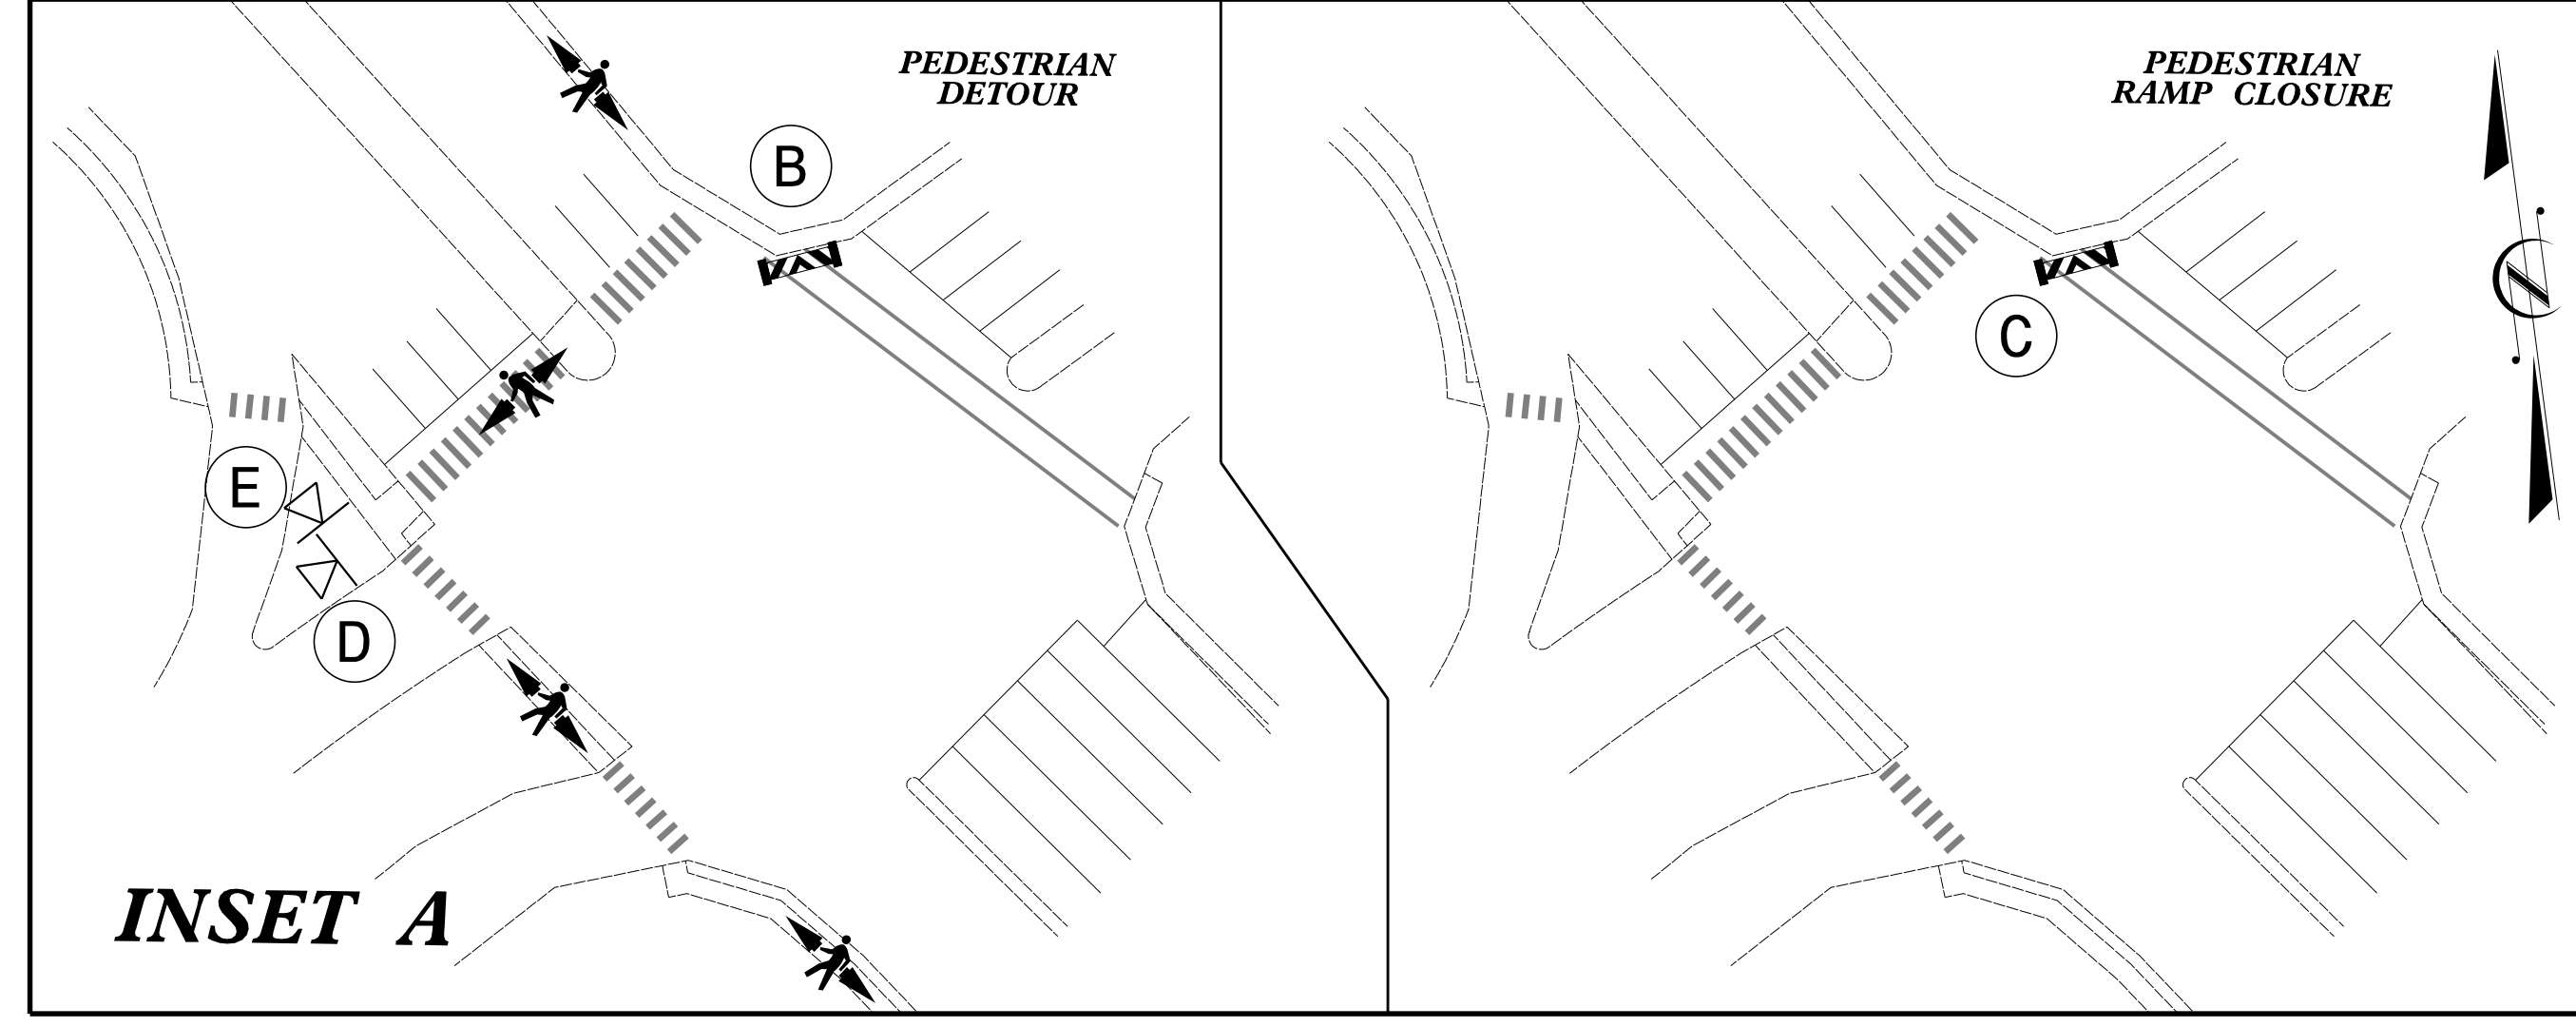 PEDESTRIAN
DETOUR
B
E
D
INSET A
PEDESTRIAN
RAMP CLOSURE
C
N